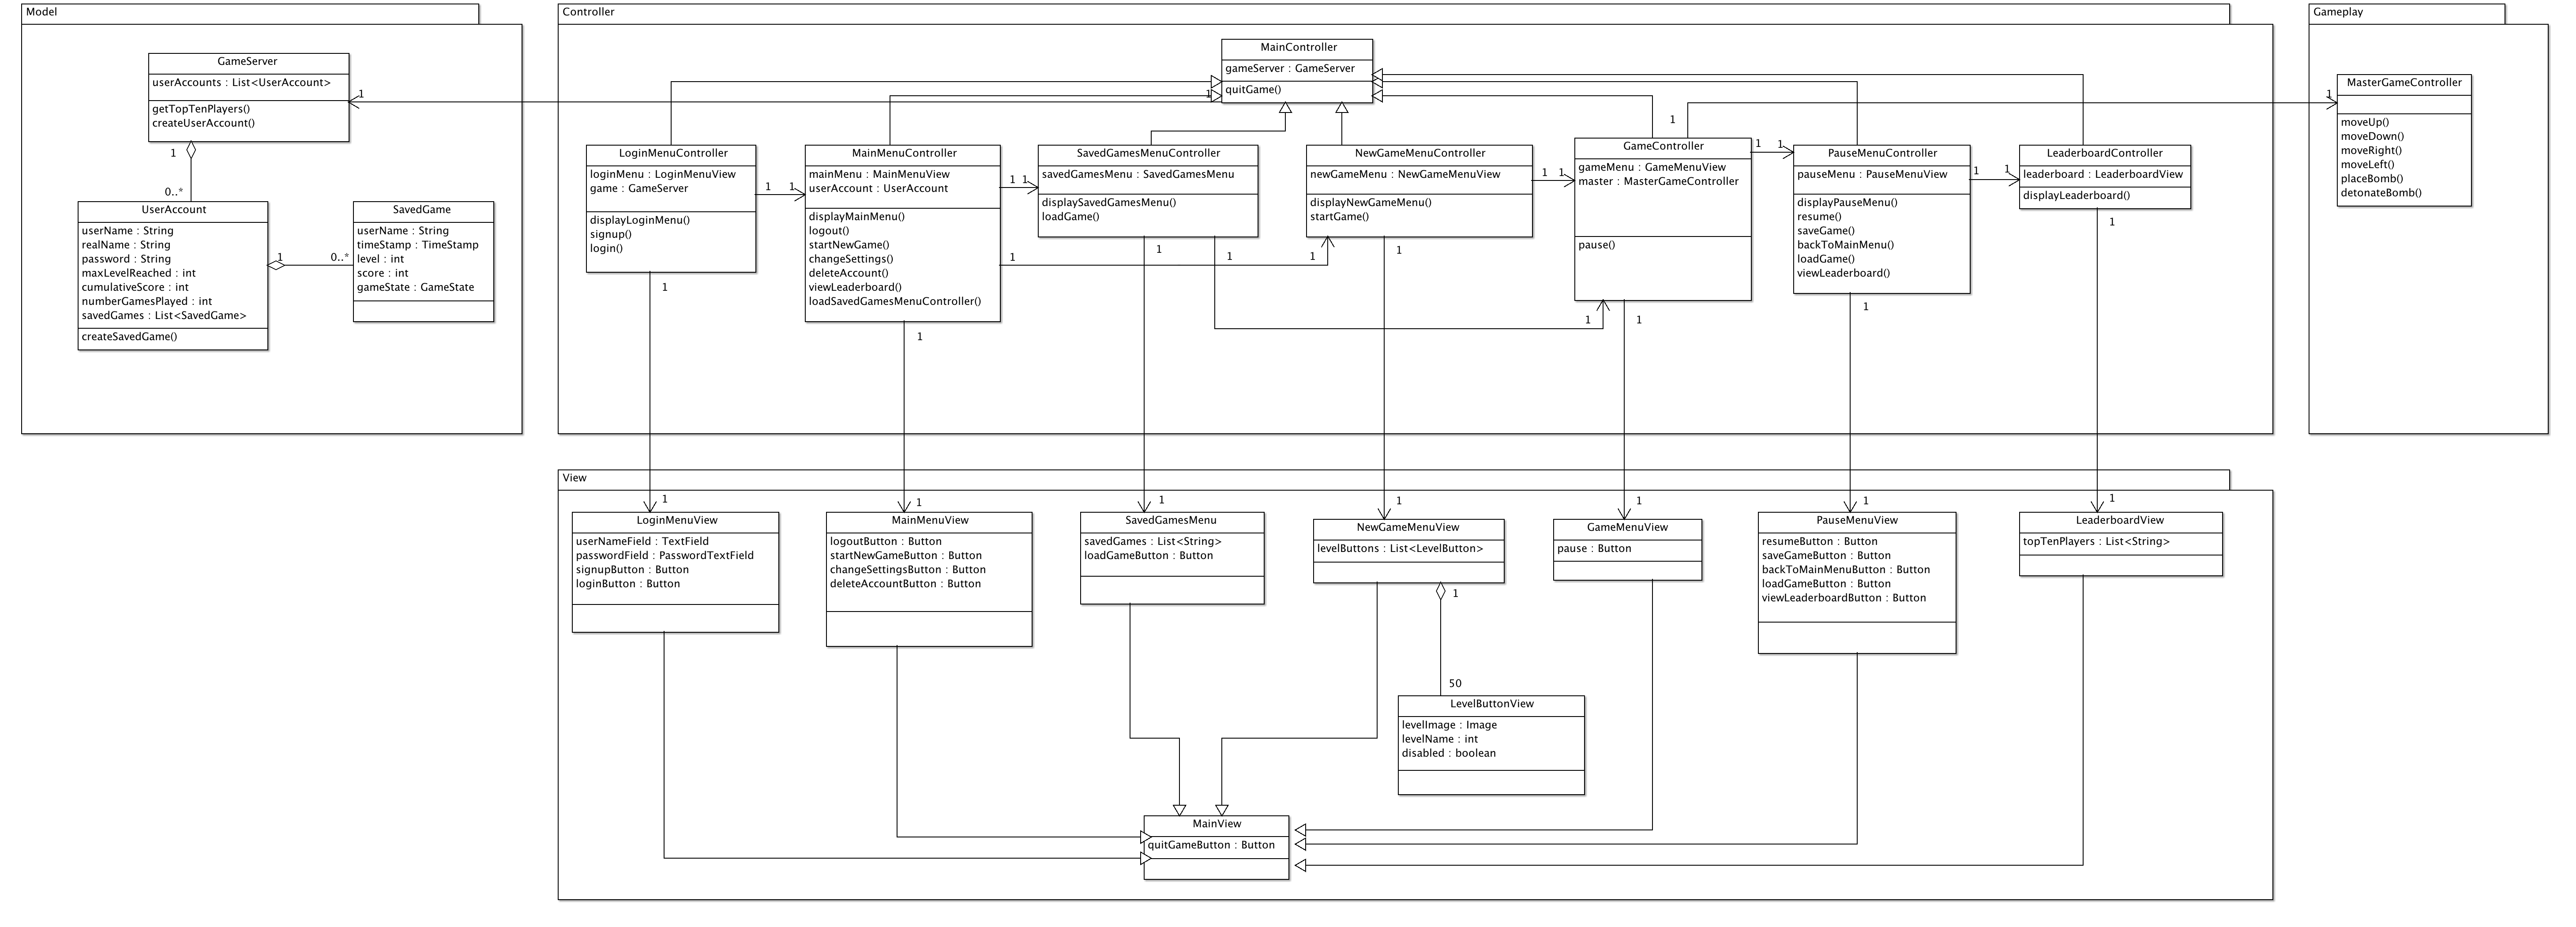 Model
GameServer
userAccounts : List<UserAccount>
getTopTenPlayers()
createUserAccount()
1
1
0..*
UserAccount
userName : String
realName : String
password : String
maxLevelReached : int
cumulativeScore : int
numberGamesPlayed : int
savedGames : List<SavedGame>
createSavedGame()
1
0..*
SavedGame
userName : String
timeStamp : TimeStamp
level : int
score : int
gameState : GameState
Controller
MainController
gameServer : GameServer
quitGame()
1
LoginMenuController
loginMenu : LoginMenuView
game : GameServer
displayLoginMenu()
signup()
login()
1
1
1
MainMenuController
mainMenu : MainMenuView
userAccount : UserAccount
displayMainMenu()
logout()
startNewGame()
changeSettings()
deleteAccount()
viewLeaderboard()
loadSavedGamesMenuController()
1
1
1
1
1
SavedGamesMenuController
savedGamesMenu : SavedGamesMenu
displaySavedGamesMenu()
loadGame()
1
1
1
NewGameMenuController
newGameMenu : NewGameMenuView
displayNewGameMenu()
startGame()
1
1
1
GameController
gameMenu : GameMenuView
master : MasterGameController
pause()
1
1
1
1
PauseMenuController
pauseMenu : PauseMenuView
displayPauseMenu()
resume()
saveGame()
backToMainMenu()
loadGame()
viewLeaderboard()
1
1
1
LeaderboardController
leaderboard : LeaderboardView
displayLeaderboard()
1
Gameplay
1
MasterGameController
moveUp()
moveDown()
moveRight()
moveLeft()
placeBomb()
detonateBomb()
View
1
LoginMenuView
userNameField : TextField
passwordField : PasswordTextField
signupButton : Button
loginButton : Button
1
MainMenuView
logoutButton : Button
startNewGameButton : Button
changeSettingsButton : Button
deleteAccountButton : Button
1
SavedGamesMenu
savedGames : List<String>
loadGameButton : Button
1
NewGameMenuView
levelButtons : List<LevelButton>
1
50
LevelButtonView
levelImage : Image
levelName : int
disabled : boolean
1
GameMenuView
pause : Button
1
PauseMenuView
resumeButton : Button
saveGameButton : Button
backToMainMenuButton : Button
loadGameButton : Button
viewLeaderboardButton : Button
1
LeaderboardView
topTenPlayers : List<String>
MainView
quitGameButton : Button